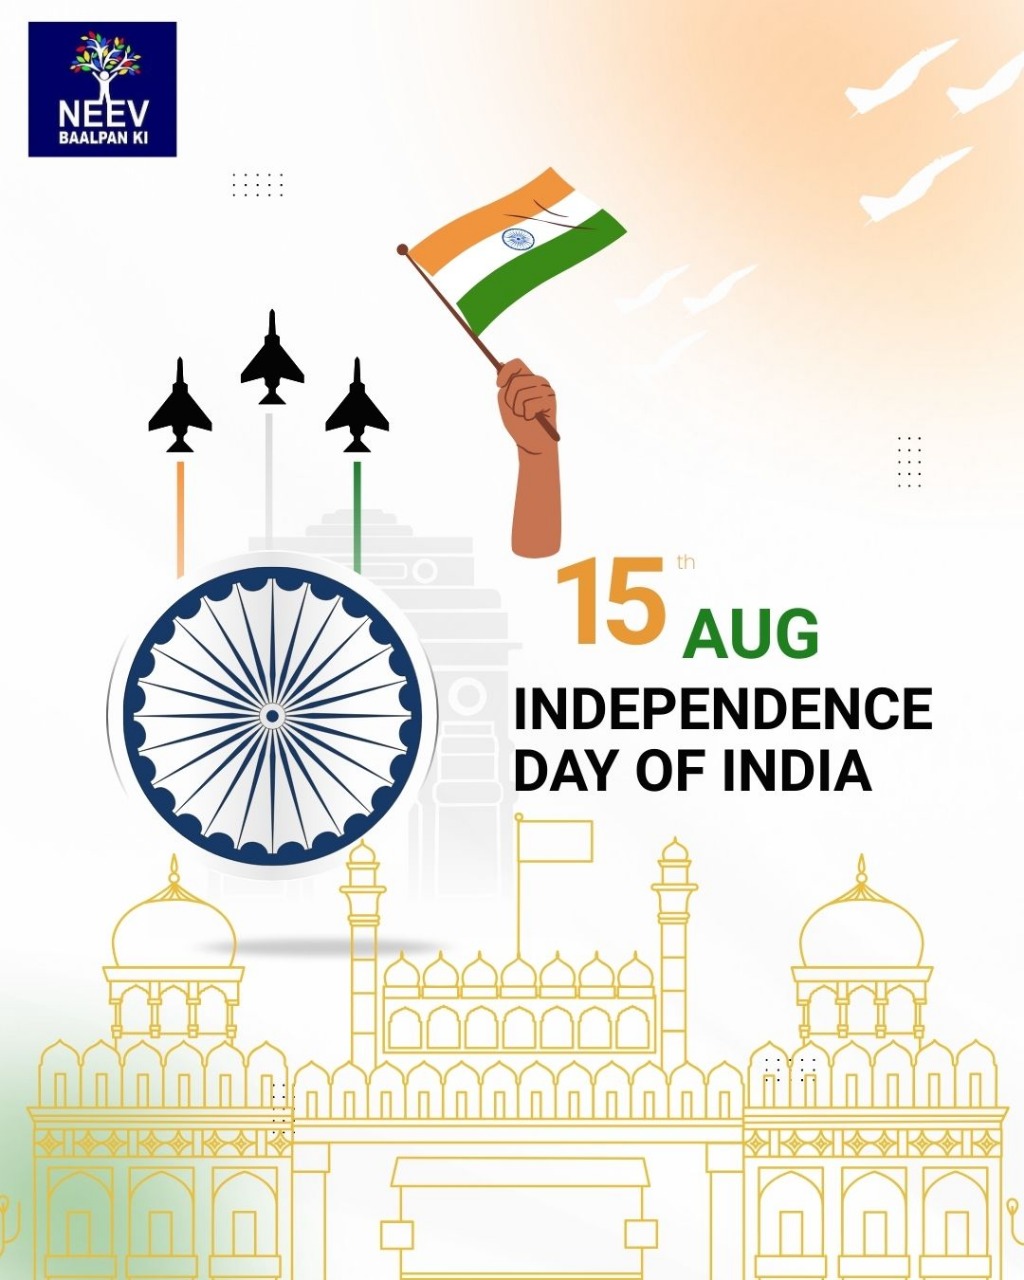 NEEV
BAALPAN KI
15th
AUG
INDEPENDENCE
DAY OF INDIA